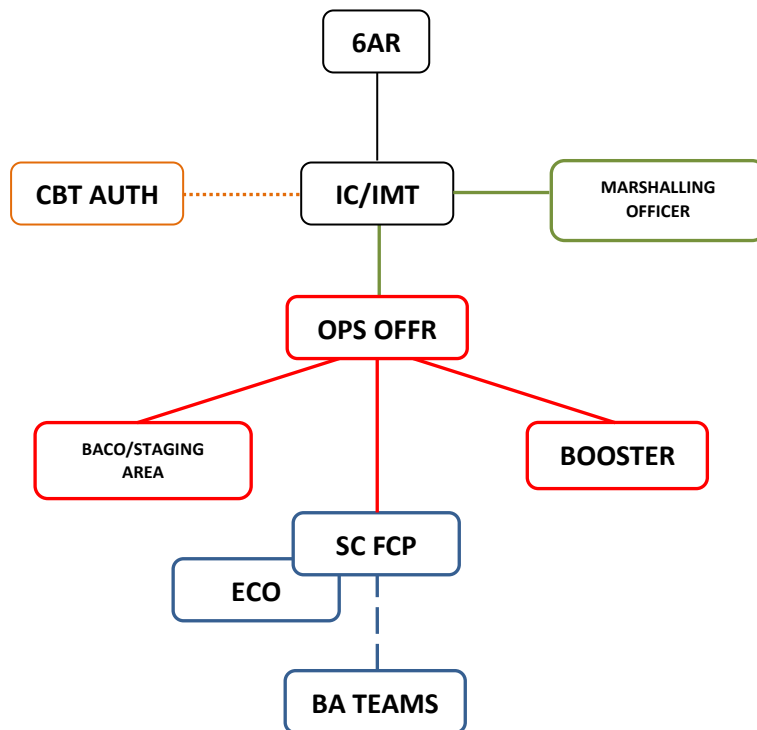 6AR
CBT AUTH
IC/IMT
MARSHALLING
OFFICER
OPS OFFR
BACO/STAGING
AREA
BOOSTER
SC FCP
ECO
BA TEAMS